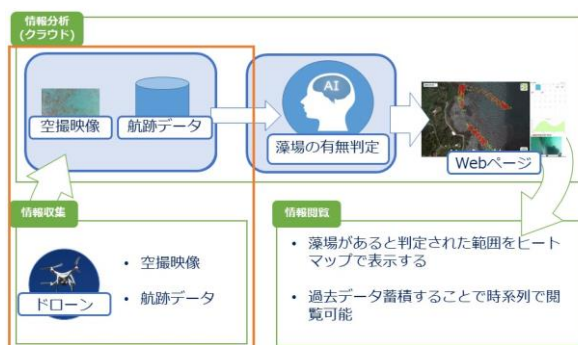 情報分析
(クラウド)
空撮映像
航跡データ
AI
藻場の有無判定
Webページ
情報収集
ドローン
• 空撮映像
• 航跡データ
情報閲覧
• 藻場があると判定された範囲をヒート
マップで表示する
• 過去データ蓄積することで時系列で閲
覧可能